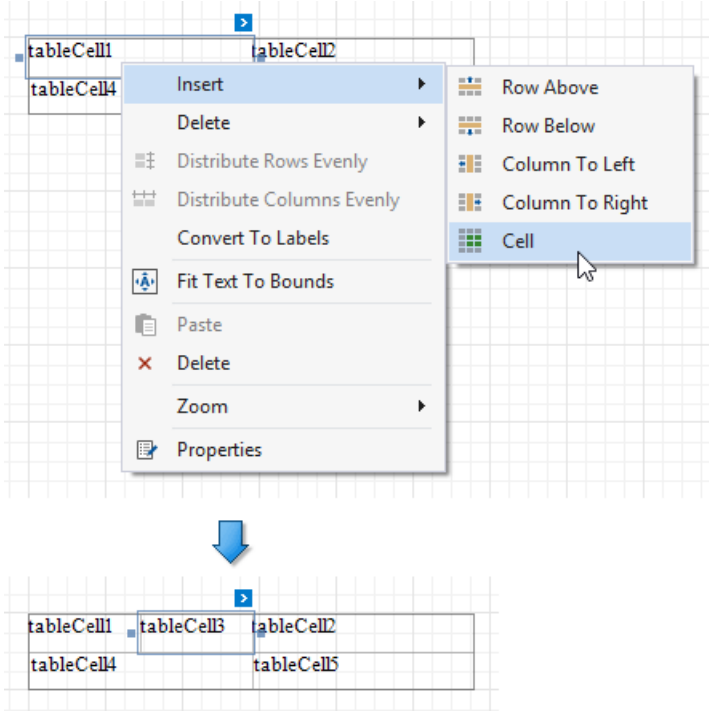 tableCell1 tableCell2
tableCell4
Insert
Delete
Distribute Rows Evenly
Distribute Columns Evenly
Convert To Labels
Fit Text To Bounds
Paste
Delete
Zoom
Properties
Row Above
Row Below
Column To Left
Column To Right
Cell
tableCell1 tableCell3 tableCell2
tableCell4 tableCell5